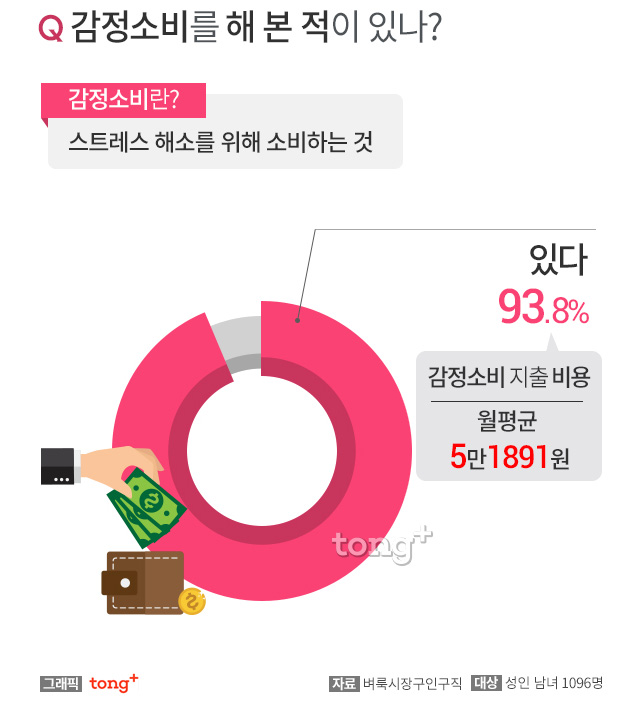 Q 감정소비를 해 본 적이 있나?
감정소비란?
스트레스 해소를 위해 소비하는 것
있다
93.8%
감정소비 지출 비용
월평균
5만1891원
tong+
그래픽 tong+
자료 벼룩시장구인구직 대상 성인 남녀 1096명